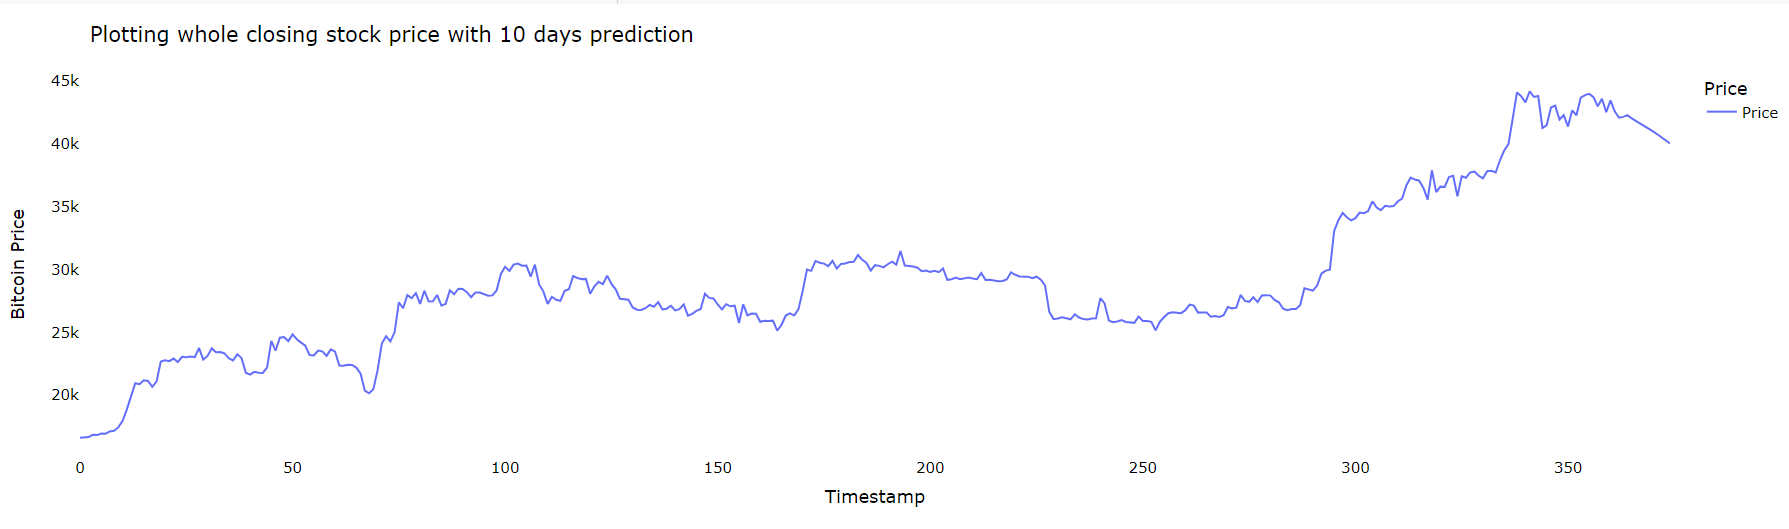 Plotting whole closing stock price with 10 days prediction
45k
40k
35k
30k
25k
20k
Bitcoin Price
0 50 100 150 200 250 300 350
Timestamp
Price
Price